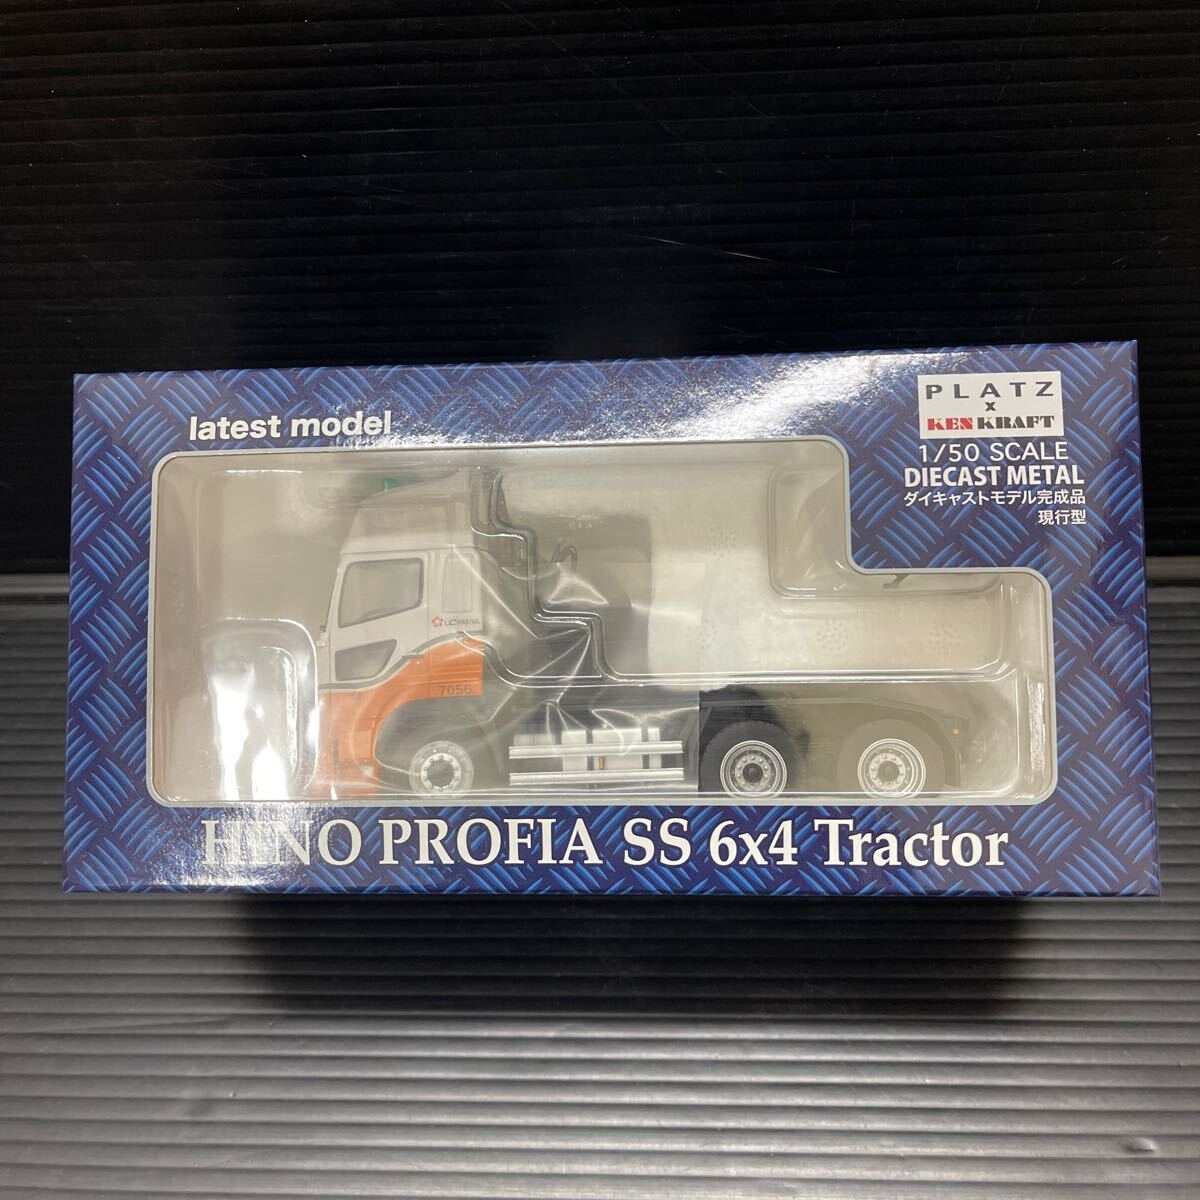 latest model
PLATZ
x
KEN KRAFT
1/50 SCALE
DIECAST METAL
ダイキャストモデル完成品
現行型
UCHIMIYA
7056
HINO PROFIA SS 6x4 Tractor